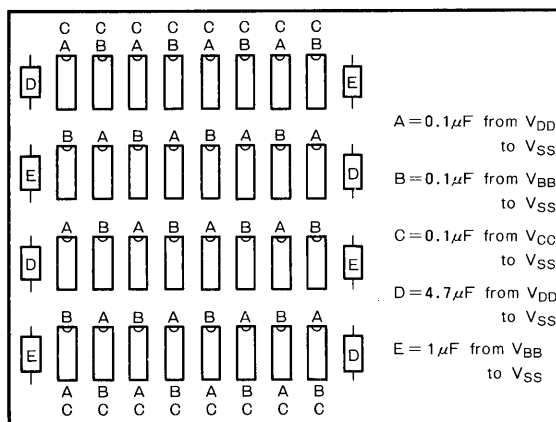 C C C C C C C C
A B A B A B A B
D E
B A B A B A B A
E D
A B A B A B A B
D E
B A B A B A B A
E D
A B A B A B A B
C C C C C C C C
A=0.1μF from VDD
to VSS
B=0.1μF from VBB
to VSS
C=0.1μF from VCC
to VSS
D=4.7μF from VDD
to VSS
E=1μF from VBB
to VSS